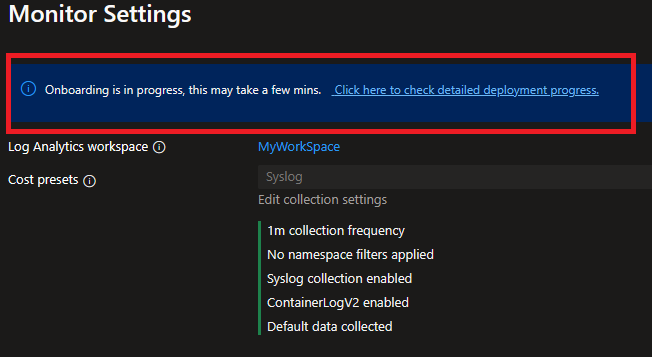 Monitor Settings
Onboarding is in progress, this may take a few mins. Click here to check detailed deployment progress.
Log Analytics workspace MyWorkSpace
Cost presets Syslog
Edit collection settings
1m collection frequency
No namespace filters applied
Syslog collection enabled
ContainerLogV2 enabled
Default data collected